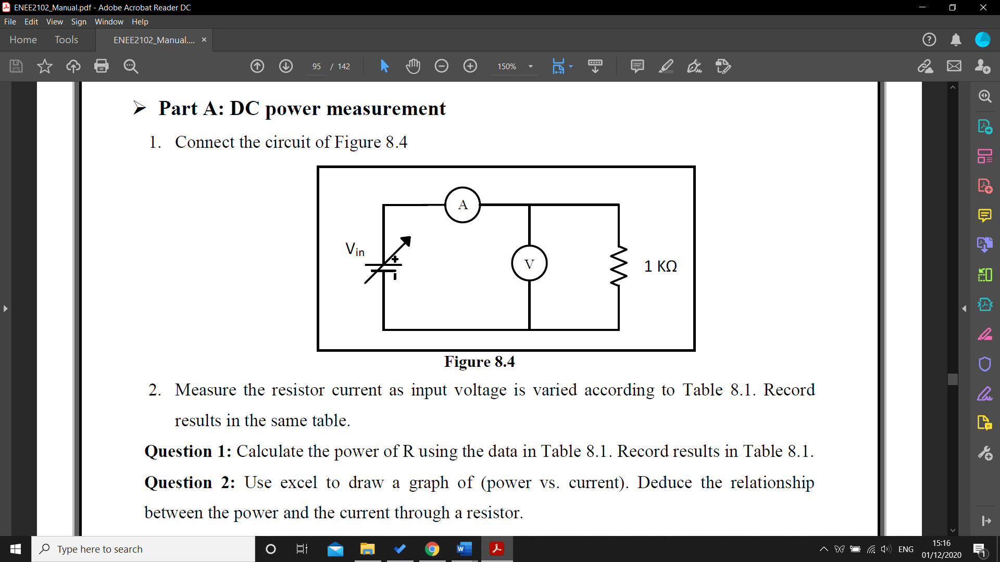 ENEE2102_Manual.pdf - Adobe Acrobat Reader DC
File Edit View Sign Window Help
Home Tools ENEE2102_Manual.... ×
95 / 142 150%
➢ Part A: DC power measurement
1. Connect the circuit of Figure 8.4
A
Vin
+
V
1 KΩ
Figure 8.4
2. Measure the resistor current as input voltage is varied according to Table 8.1. Record
results in the same table.
Question 1: Calculate the power of R using the data in Table 8.1. Record results in Table 8.1.
Question 2: Use excel to draw a graph of (power vs. current). Deduce the relationship
between the power and the current through a resistor.
Type here to search
ENG
15:16
01/12/2020
1